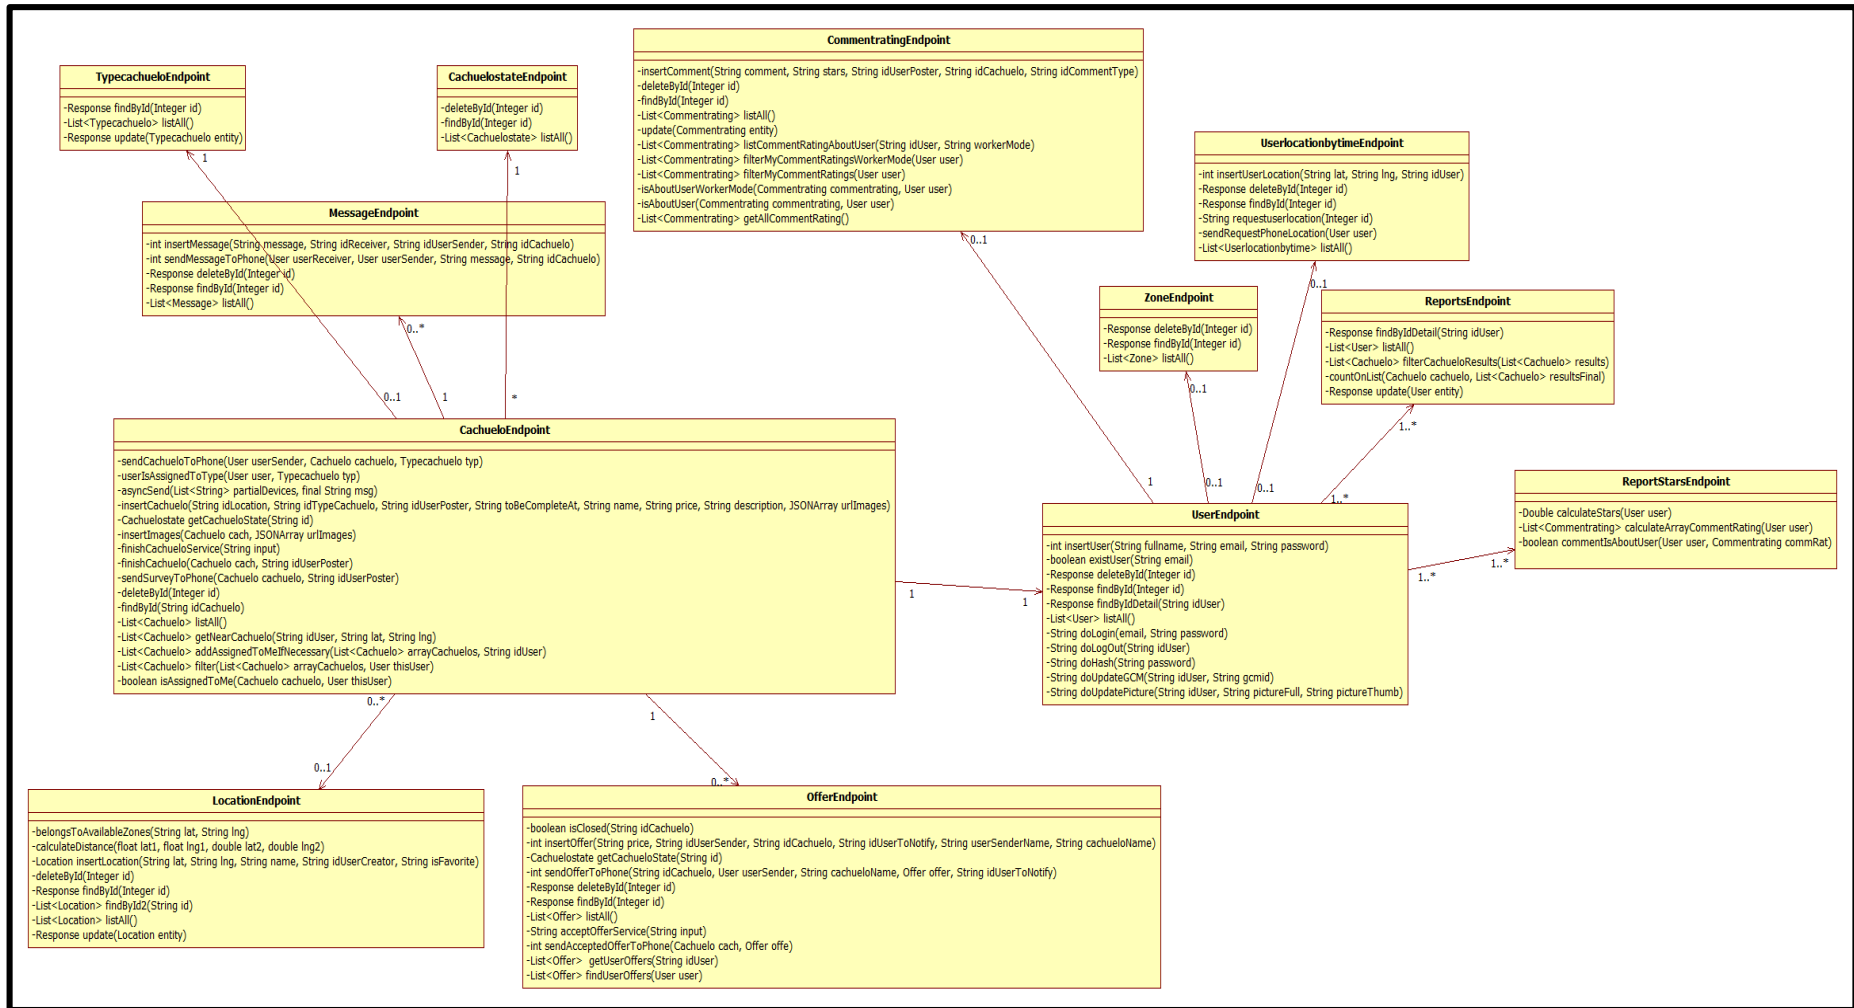 TypecachueloEndpoint
-Response findById(Integer id)
-List<Typecachuelo> listAll()
-Response update(Typecachuelo entity)
1
CachuelostateEndpoint
-deleteById(Integer id)
-findById(Integer id)
-List<Cachuelostate> listAll()
1
CommentratingEndpoint
-insertComment(String comment, String stars, String idUserPoster, String idCachuelo, String idCommentType)
-deleteById(Integer id)
-findById(Integer id)
-List<Commentrating> listAll()
-update(Commentrating entity)
-List<Commentrating> listCommentRatingAboutUser(String idUser, String workerMode)
-List<Commentrating> filterMyCommentRatingsWorkerMode(User user)
-List<Commentrating> filterMyCommentRatings(User user)
-isAboutUserWorkerMode(Commentrating commentrating, User user)
-isAboutUser(Commentrating commentrating, User user)
-List<Commentrating> getAllCommentRating()
0..1
UserlocationbytimeEndpoint
-int insertUserLocation(String lat, String lng, String idUser)
-Response deleteById(Integer id)
-Response findById(Integer id)
-String requestuserlocation(Integer id)
-sendRequestPhoneLocation(User user)
-List<Userlocationbytime> listAll()
0..1
MessageEndpoint
-int insertMessage(String message, String idReceiver, String idUserSender, String idCachuelo)
-int sendMessageToPhone(User userReceiver, User userSender, String message, String idCachuelo)
-Response deleteById(Integer id)
-Response findById(Integer id)
-List<Message> listAll()
0..*
ZoneEndpoint
-Response deleteById(Integer id)
-Response findById(Integer id)
-List<Zone> listAll()
0..1
ReportsEndpoint
-Response findByIdDetail(String idUser)
-List<User> listAll()
-List<Cachuelo> filterCachueloResults(List<Cachuelo> results)
-countOnList(Cachuelo cachuelo, List<Cachuelo> resultsFinal)
-Response update(User entity)
1..*
0..1
1
*
CachueloEndpoint
-sendCachueloToPhone(User userSender, Cachuelo cachuelo, Typecachuelo typ)
-userIsAssignedToType(User user, Typecachuelo typ)
-asyncSend(List<String> partialDevices, final String msg)
-insertCachuelo(String idLocation, String idTypeCachuelo, String idUserPoster, String toBeCompleteAt, String name, String price, String description, JSONArray urlImages)
-Cachuelostate getCachueloState(String id)
-insertImages(Cachuelo cach, JSONArray urlImages)
-finishCachueloService(String input)
-finishCachuelo(Cachuelo cach, String idUserPoster)
-sendSurveyToPhone(Cachuelo cachuelo, String idUserPoster)
-deleteById(Integer id)
-findById(String idCachuelo)
-List<Cachuelo> listAll()
-List<Cachuelo> getNearCachuelo(String idUser, String lat, String lng)
-List<Cachuelo> addAssignedToMeIfNecessary(List<Cachuelo> arrayCachuelos, String idUser)
-List<Cachuelo> filter(List<Cachuelo> arrayCachuelos, User thisUser)
-boolean isAssignedToMe(Cachuelo cachuelo, User thisUser)
1
1
1
0..1
0..1
1..*
UserEndpoint
-int insertUser(String fullname, String email, String password)
-boolean existUser(String email)
-Response deleteById(Integer id)
-Response findById(Integer id)
-Response findByIdDetail(String idUser)
-List<User> listAll()
-String doLogin(email, String password)
-String doLogOut(String idUser)
-String doHash(String password)
-String doUpdateGCM(String idUser, String gcmid)
-String doUpdatePicture(String idUser, String pictureFull, String pictureThumb)
1..*
1..*
ReportStarsEndpoint
-Double calculateStars(User user)
-List<Commentrating> calculateArrayCommentRating(User user)
-boolean commentIsAboutUser(User user, Commentrating commRat)
0..*
1
0..1
0..*
LocationEndpoint
-belongsToAvailableZones(String lat, String lng)
-calculateDistance(float lat1, float lng1, double lat2, double lng2)
-Location insertLocation(String lat, String lng, String name, String idUserCreator, String isFavorite)
-deleteById(Integer id)
-Response findById(Integer id)
-List<Location> findById2(String id)
-List<Location> listAll()
-Response update(Location entity)
OfferEndpoint
-boolean isClosed(String idCachuelo)
-int insertOffer(String price, String idUserSender, String idCachuelo, String idUserToNotify, String userSenderName, String cachueloName)
-Cachuelostate getCachueloState(String id)
-int sendOfferToPhone(String idCachuelo, User userSender, String cachueloName, Offer offer, String idUserToNotify)
-Response deleteById(Integer id)
-Response findById(Integer id)
-List<Offer> listAll()
-String acceptOfferService(String input)
-int sendAcceptedOfferToPhone(Cachuelo cach, Offer offe)
-List<Offer> getUserOffers(String idUser)
-List<Offer> findUserOffers(User user)